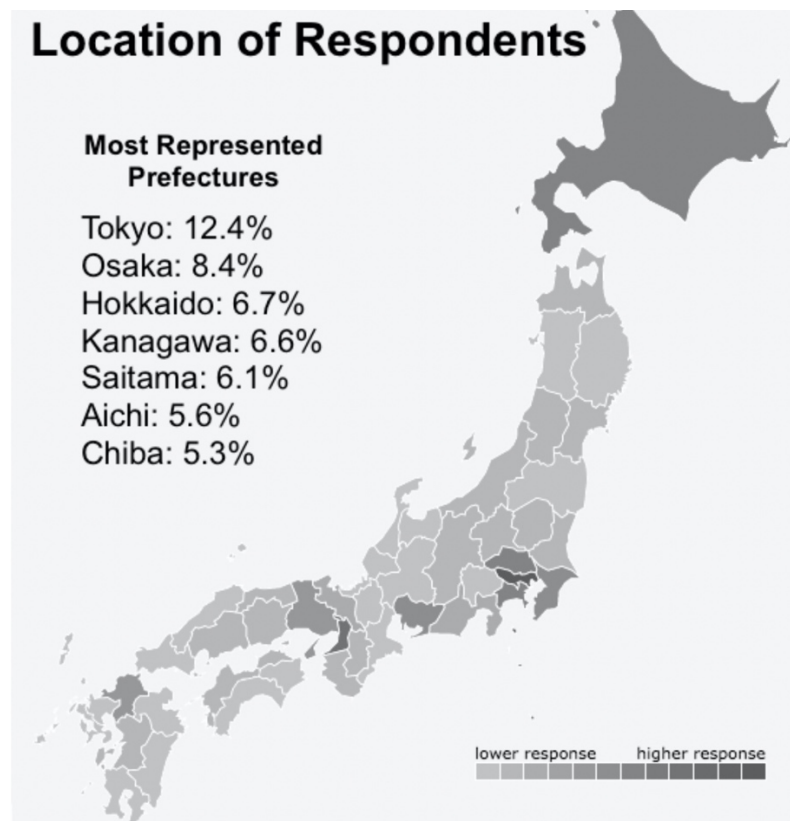 Location of Respondents
Most Represented
Prefectures
Tokyo: 12.4%
Osaka: 8.4%
Hokkaido: 6.7%
Kanagawa: 6.6%
Saitama: 6.1%
Aichi: 5.6%
Chiba: 5.3%
lower response higher response